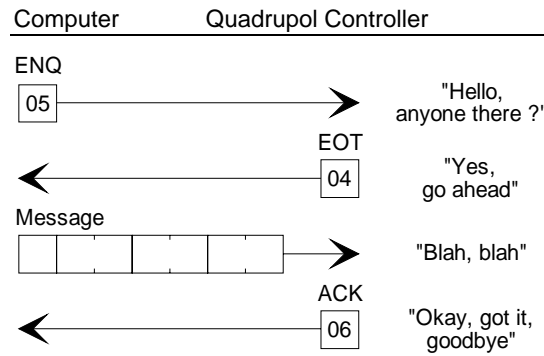 Computer Quadrupol Controller
ENQ
05
"Hello,
anyone there ?"
EOT
04
"Yes,
go ahead"
Message
"Blah, blah"
ACK
06
"Okay, got it,
goodbye"